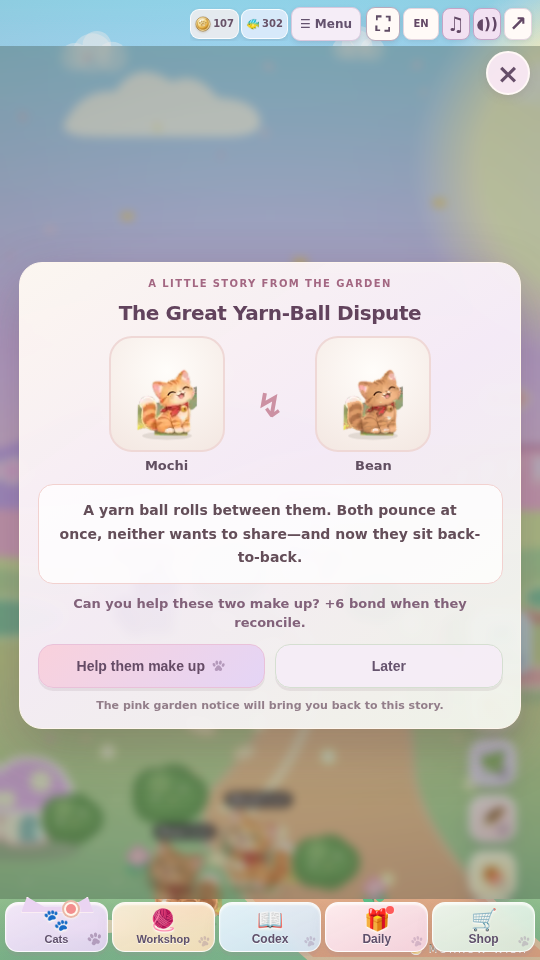 107
302
☰ Menu
EN
A LITTLE STORY FROM THE GARDEN
The Great Yarn-Ball Dispute
Mochi
Bean
A yarn ball rolls between them. Both pounce at
once, neither wants to share—and now they sit back-
to-back.
Can you help these two make up? +6 bond when they
reconcile.
Help them make up
Later
The pink garden notice will bring you back to this story.
Cats
Workshop
Codex
Daily
Shop